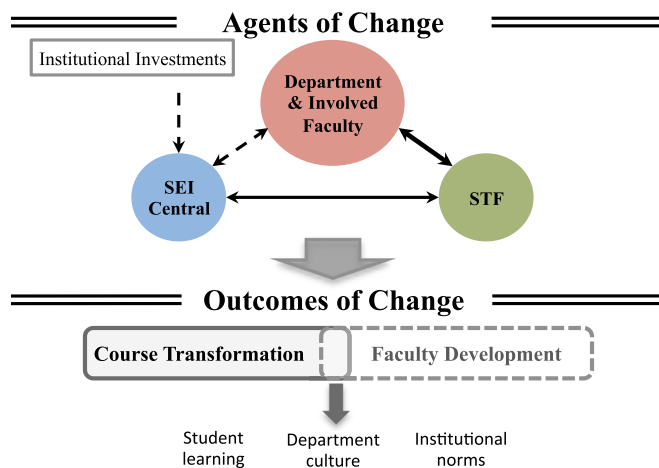 Agents of Change
Institutional Investments
Department
& Involved
Faculty
SEI
Central
STF
Outcomes of Change
Course Transformation
Faculty Development
Student
learning
Department
culture
Institutional
norms